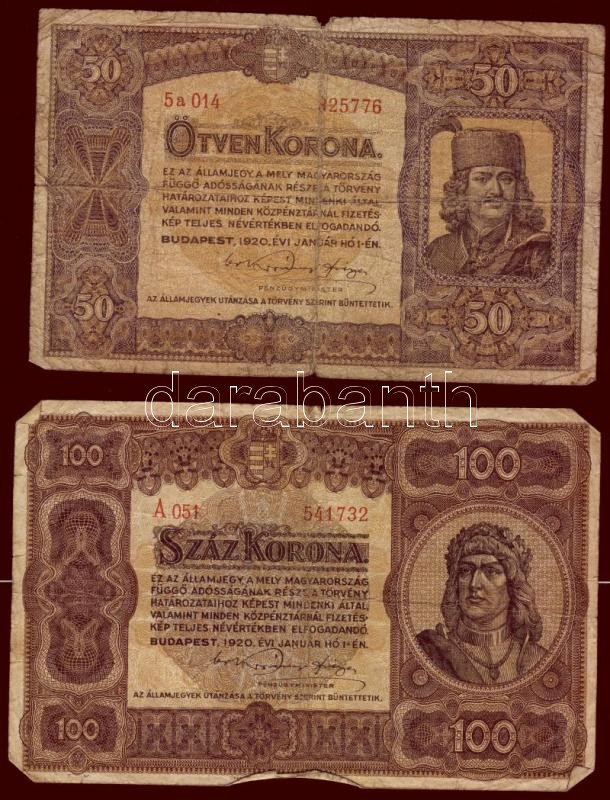 50
50
5a 014
25776
ÖTVEN KORONA.
EZ AZ ÁLLAMJEGY, A MELY MAGYARORSZÁG
FÜGGŐ ADÓSSÁGÁNAK RÉSZE, A TÖRVÉNY
HATÁROZATAIHOZ KÉPEST MINDENKI ÁLTAL,
VALAMINT MINDEN KÖZPÉNZTÁRNÁL FIZETÉS-
KÉP TELJES NÉVÉRTÉKBEN ELFOGADANDÓ.
BUDAPEST, 1920. ÉVI JANUÁR HÓ 1-ÉN.
PÉNZÜGYMINISTER
AZ ÁLLAMJEGYEK UTÁNZÁSA A TÖRVÉNY SZERINT BÜNTETTETIK.
50
50
darabanth
100
100
A 051
541732
SZÁZ KORONA.
EZ AZ ÁLLAMJEGY, A MELY MAGYARORSZÁG
FÜGGŐ ADÓSSÁGÁNAK RÉSZE, A TÖRVÉNY
HATÁROZATAIHOZ KÉPEST MINDENKI ÁLTAL,
VALAMINT MINDEN KÖZPÉNZTÁRNÁL FIZETÉS-
KÉP TELJES NÉVÉRTÉKBEN ELFOGADANDÓ.
BUDAPEST, 1920. ÉVI JANUÁR HÓ 1-ÉN.
PÉNZÜGYMINISTER
AZ ÁLLAMJEGYEK UTÁNZÁSA A TÖRVÉNY SZERINT BÜNTETTETIK.
100
100